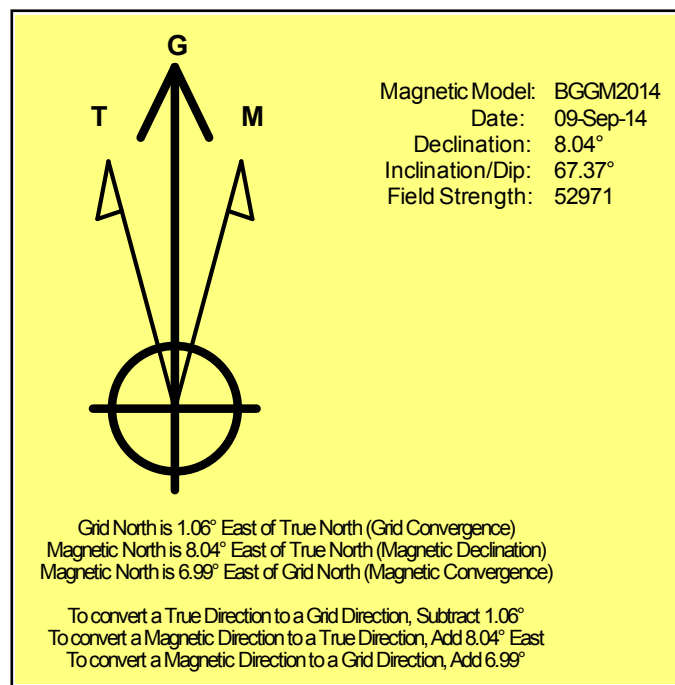 G
T
M
Magnetic Model: BGGM2014
Date: 09-Sep-14
Declination: 8.04°
Inclination/Dip: 67.37°
Field Strength: 52971
Grid North is 1.06° East of True North (Grid Convergence)
Magnetic North is 8.04° East of True North (Magnetic Declination)
Magnetic North is 6.99° East of Grid North (Magnetic Convergence)
To convert a True Direction to a Grid Direction, Subtract 1.06°
To convert a Magnetic Direction to a True Direction, Add 8.04° East
To convert a Magnetic Direction to a Grid Direction, Add 6.99°